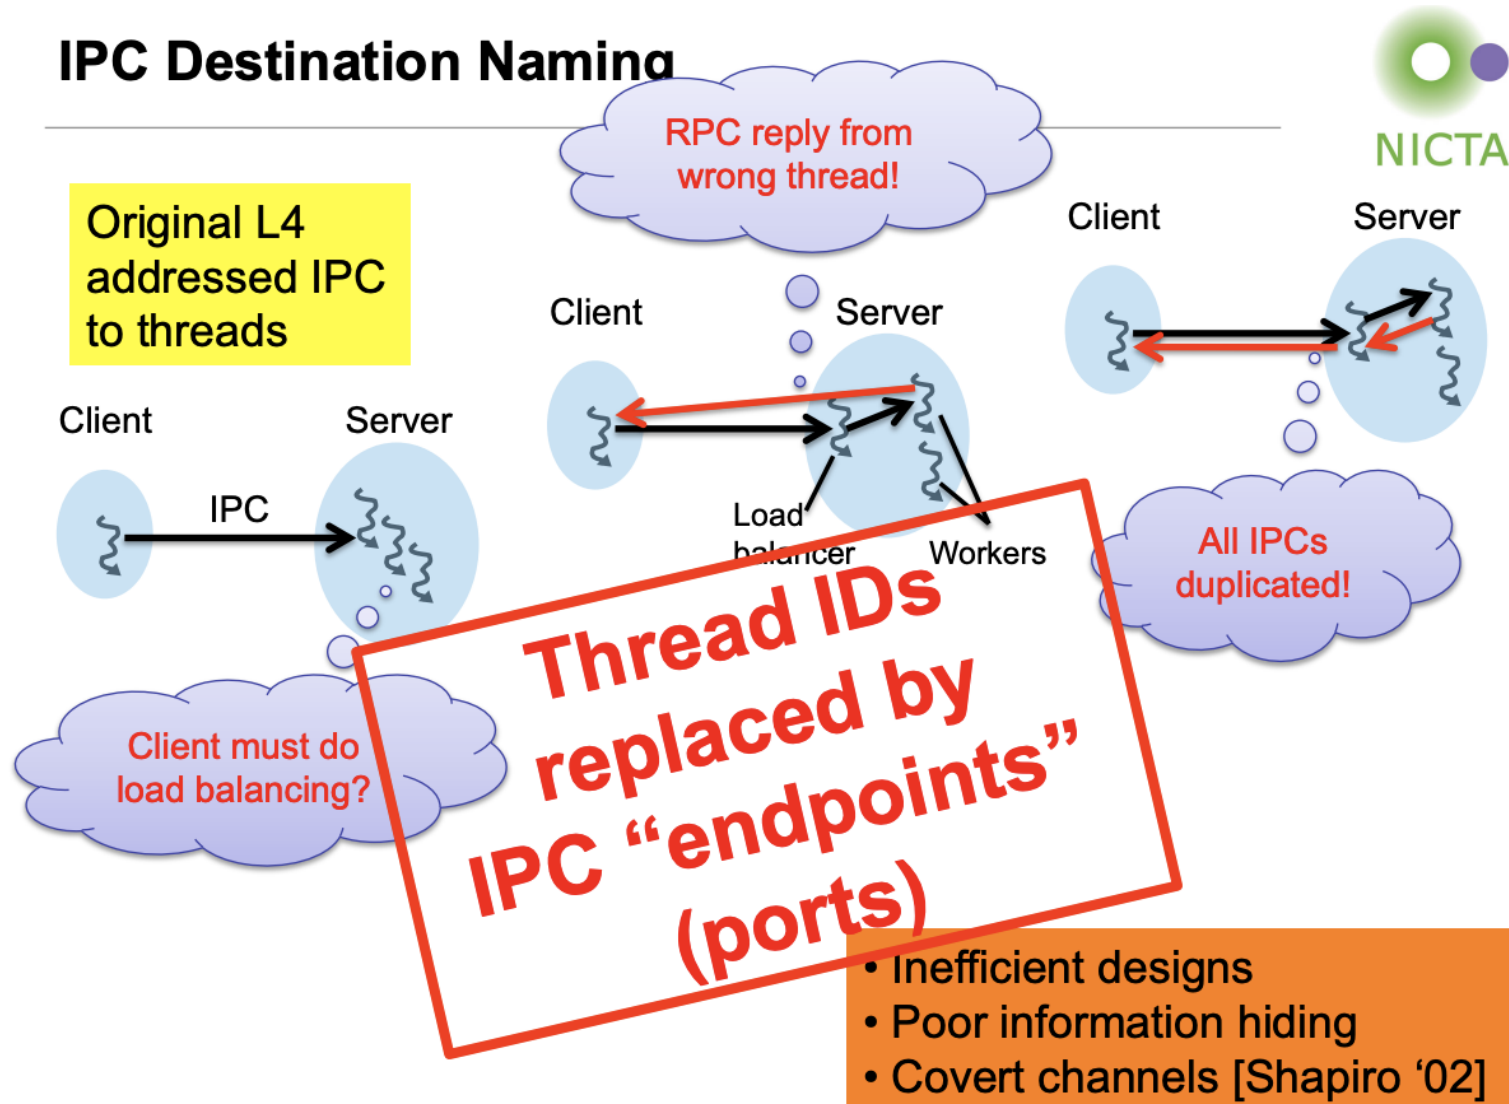 IPC Destination Naming
NICTA
RPC reply from
wrong thread!
Original L4
addressed IPC
to threads
Client
Server
IPC
Client must do
load balancing?
Client
Server
Load
balancer
Workers
Client
Server
All IPCs
duplicated!
Thread IDs
replaced by
IPC “endpoints”
(ports)
• Inefficient designs
• Poor information hiding
• Covert channels [Shapiro ‘02]